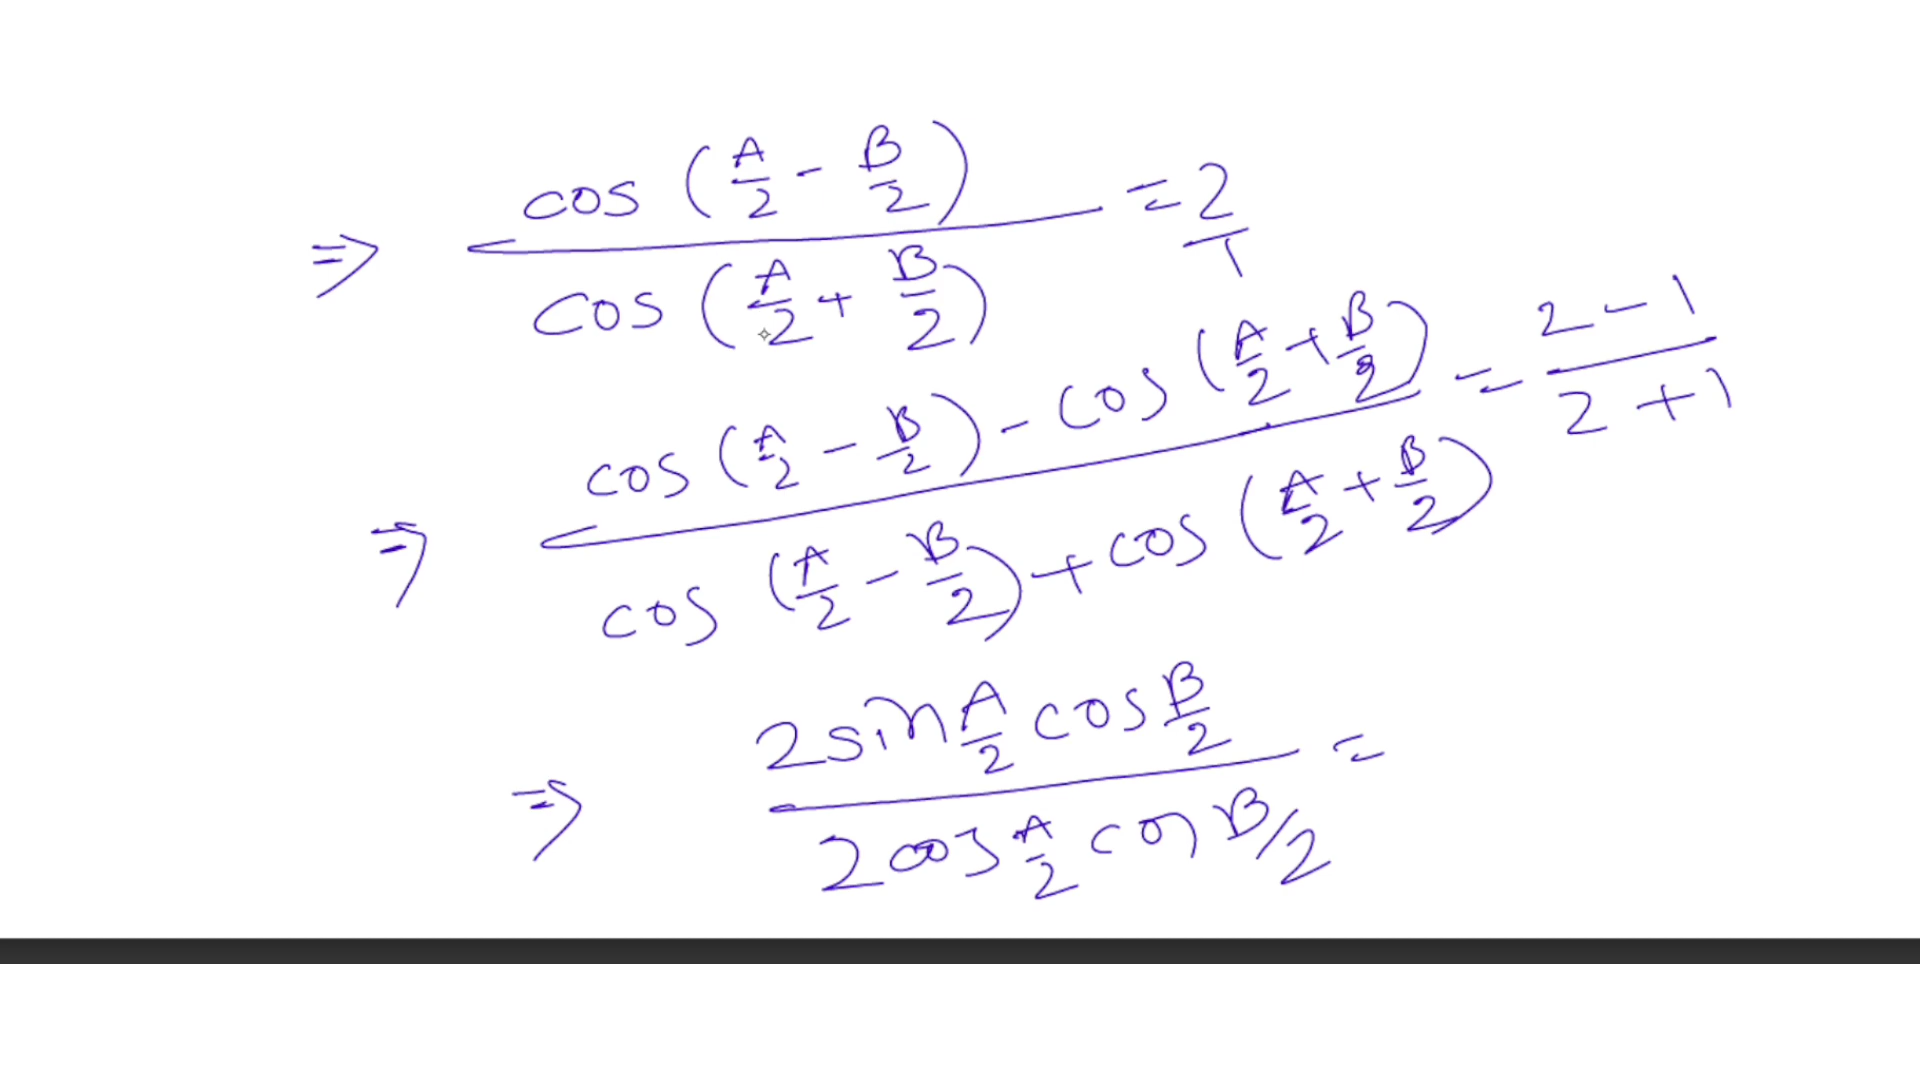 ⇒ cos (A/2 - B/2) / cos (A/2 + B/2) = 2/1
⇒ cos (A/2 - B/2) - cos (A/2 + B/2) / cos (A/2 - B/2) + cos (A/2 + B/2) = 2 - 1 / 2 + 1
⇒ 2 sin A/2 cos B/2 / 2 cos A/2 cos B/2 =